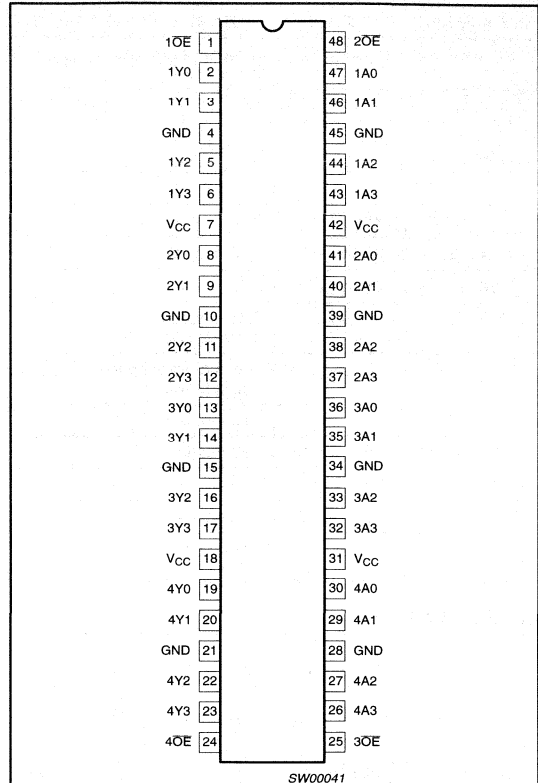 1O̅E̅ 1 48 2O̅E̅
1Y0 2 47 1A0
1Y1 3 46 1A1
GND 4 45 GND
1Y2 5 44 1A2
1Y3 6 43 1A3
VCC 7 42 VCC
2Y0 8 41 2A0
2Y1 9 40 2A1
GND 10 39 GND
2Y2 11 38 2A2
2Y3 12 37 2A3
3Y0 13 36 3A0
3Y1 14 35 3A1
GND 15 34 GND
3Y2 16 33 3A2
3Y3 17 32 3A3
VCC 18 31 VCC
4Y0 19 30 4A0
4Y1 20 29 4A1
GND 21 28 GND
4Y2 22 27 4A2
4Y3 23 26 4A3
4O̅E̅ 24 25 3O̅E̅
SW00041